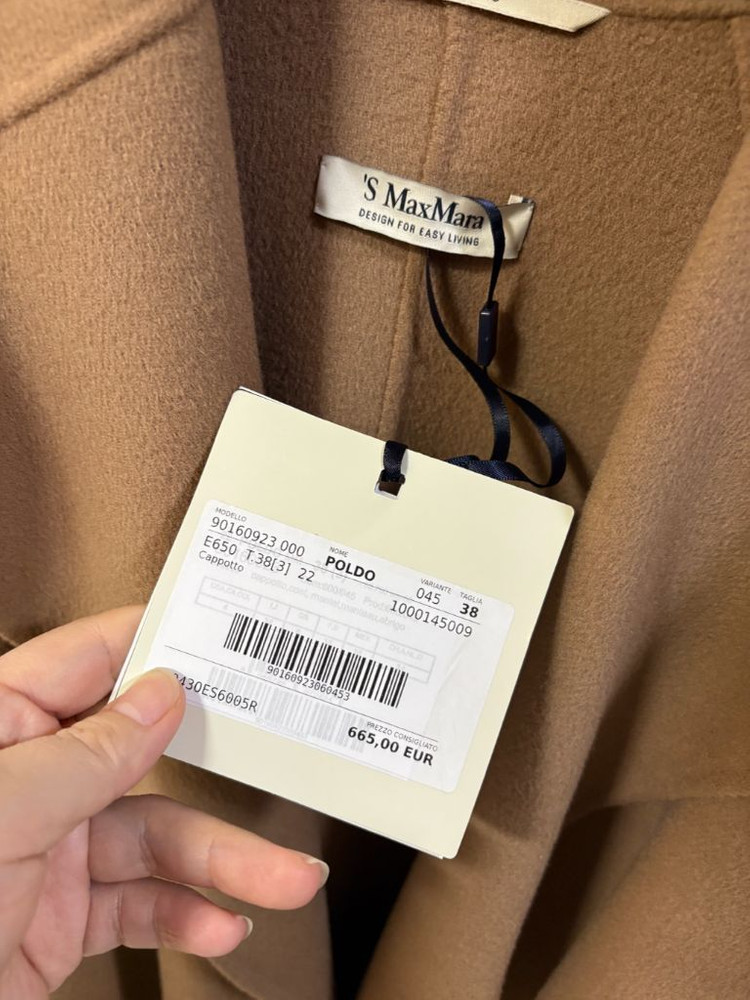 'S MaxMara
DESIGN FOR EASY LIVING
MODELLO
90160923 000
NOME
POLDO
VARIANTE
045
TAGLIA
38
E650 T.38[3] 22
1000145009
Cappotto
90160923060453
430ES6005R
PREZZO CONSIGLIATO
665,00 EUR